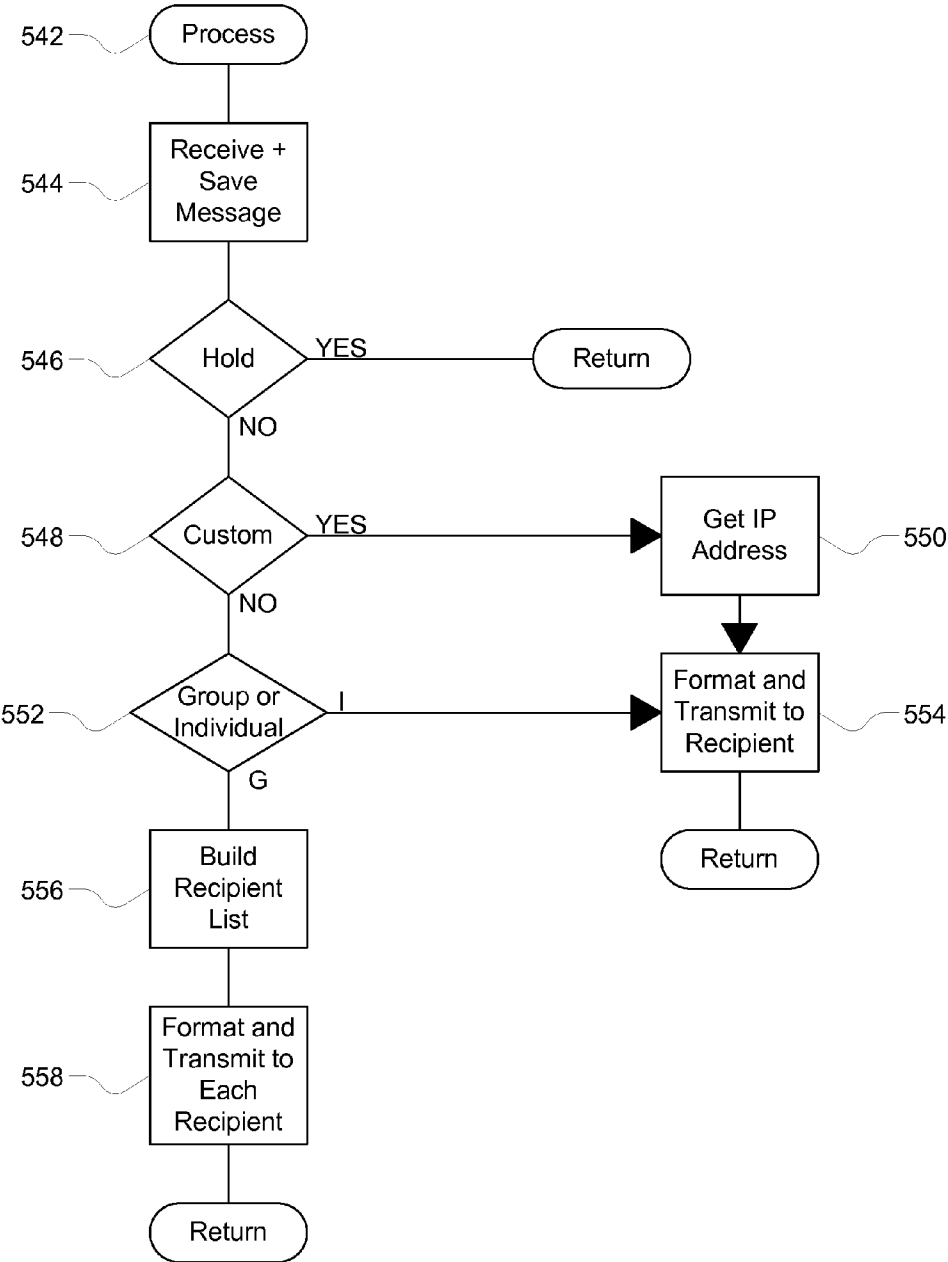 542
Process
544
Receive +
Save
Message
546
Hold
YES
Return
NO
548
Custom
YES
Get IP
Address
550
NO
552
Group or
Individual
I
Format and
Transmit to
Recipient
554
G
556
Build
Recipient
List
Return
558
Format and
Transmit to
Each
Recipient
Return